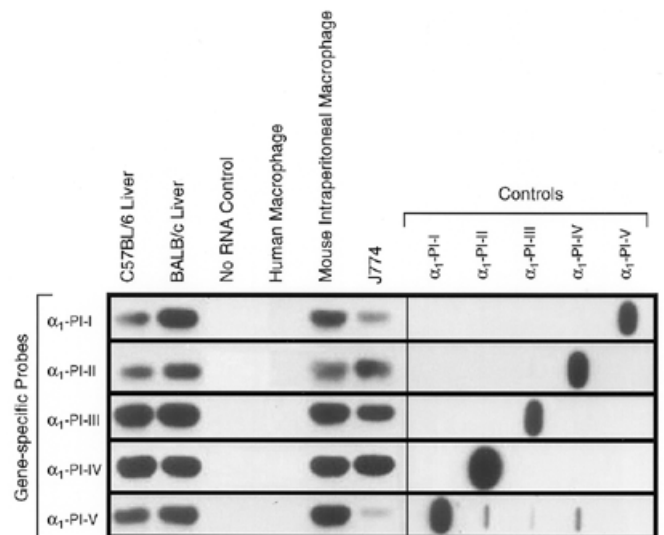 C57BL/6 Liver
BALB/c Liver
No RNA Control
Human Macrophage
Mouse Intraperitoneal Macrophage
J774
Controls
α₁-PI-I
α₁-PI-II
α₁-PI-III
α₁-PI-IV
α₁-PI-V
Gene-specific Probes
α₁-PI-I
α₁-PI-II
α₁-PI-III
α₁-PI-IV
α₁-PI-V